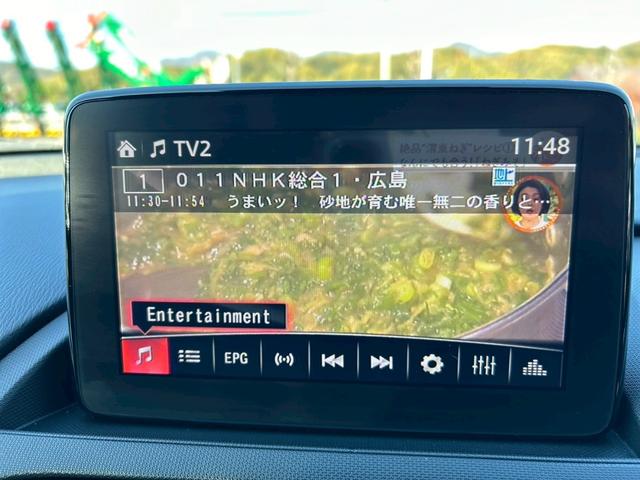 TV2
11:48
1 011NHK総合1・広島
11:30-11:54 うまいッ! 砂地が育む唯一無二の香りと…
Entertainment
EPG